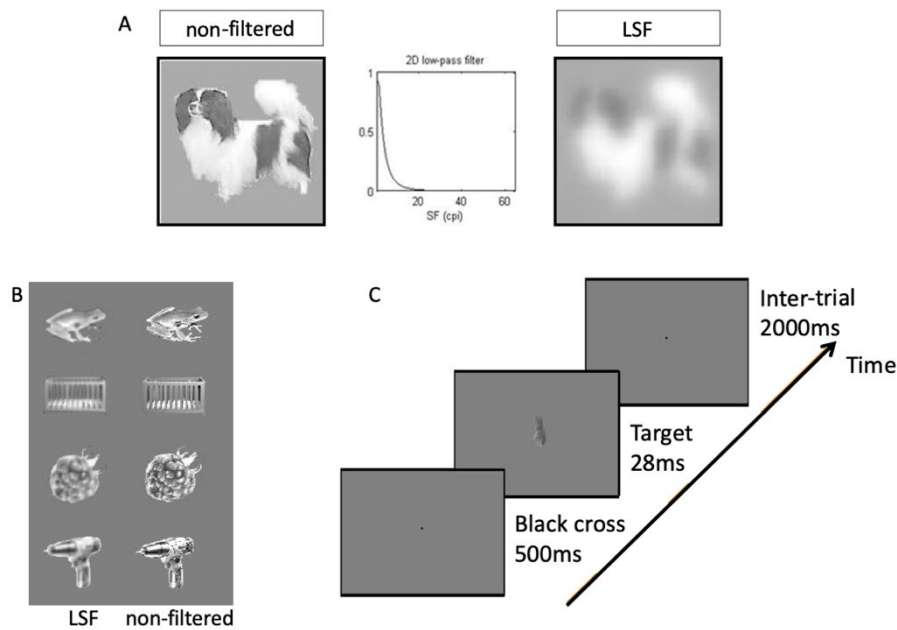 A
non-filtered
LSF
2D low-pass filter
1
0.5
0
20 40 60
SF (cpi)
B
LSF non-filtered
C
Inter-trial
2000ms
Time
Target
28ms
Black cross
500ms